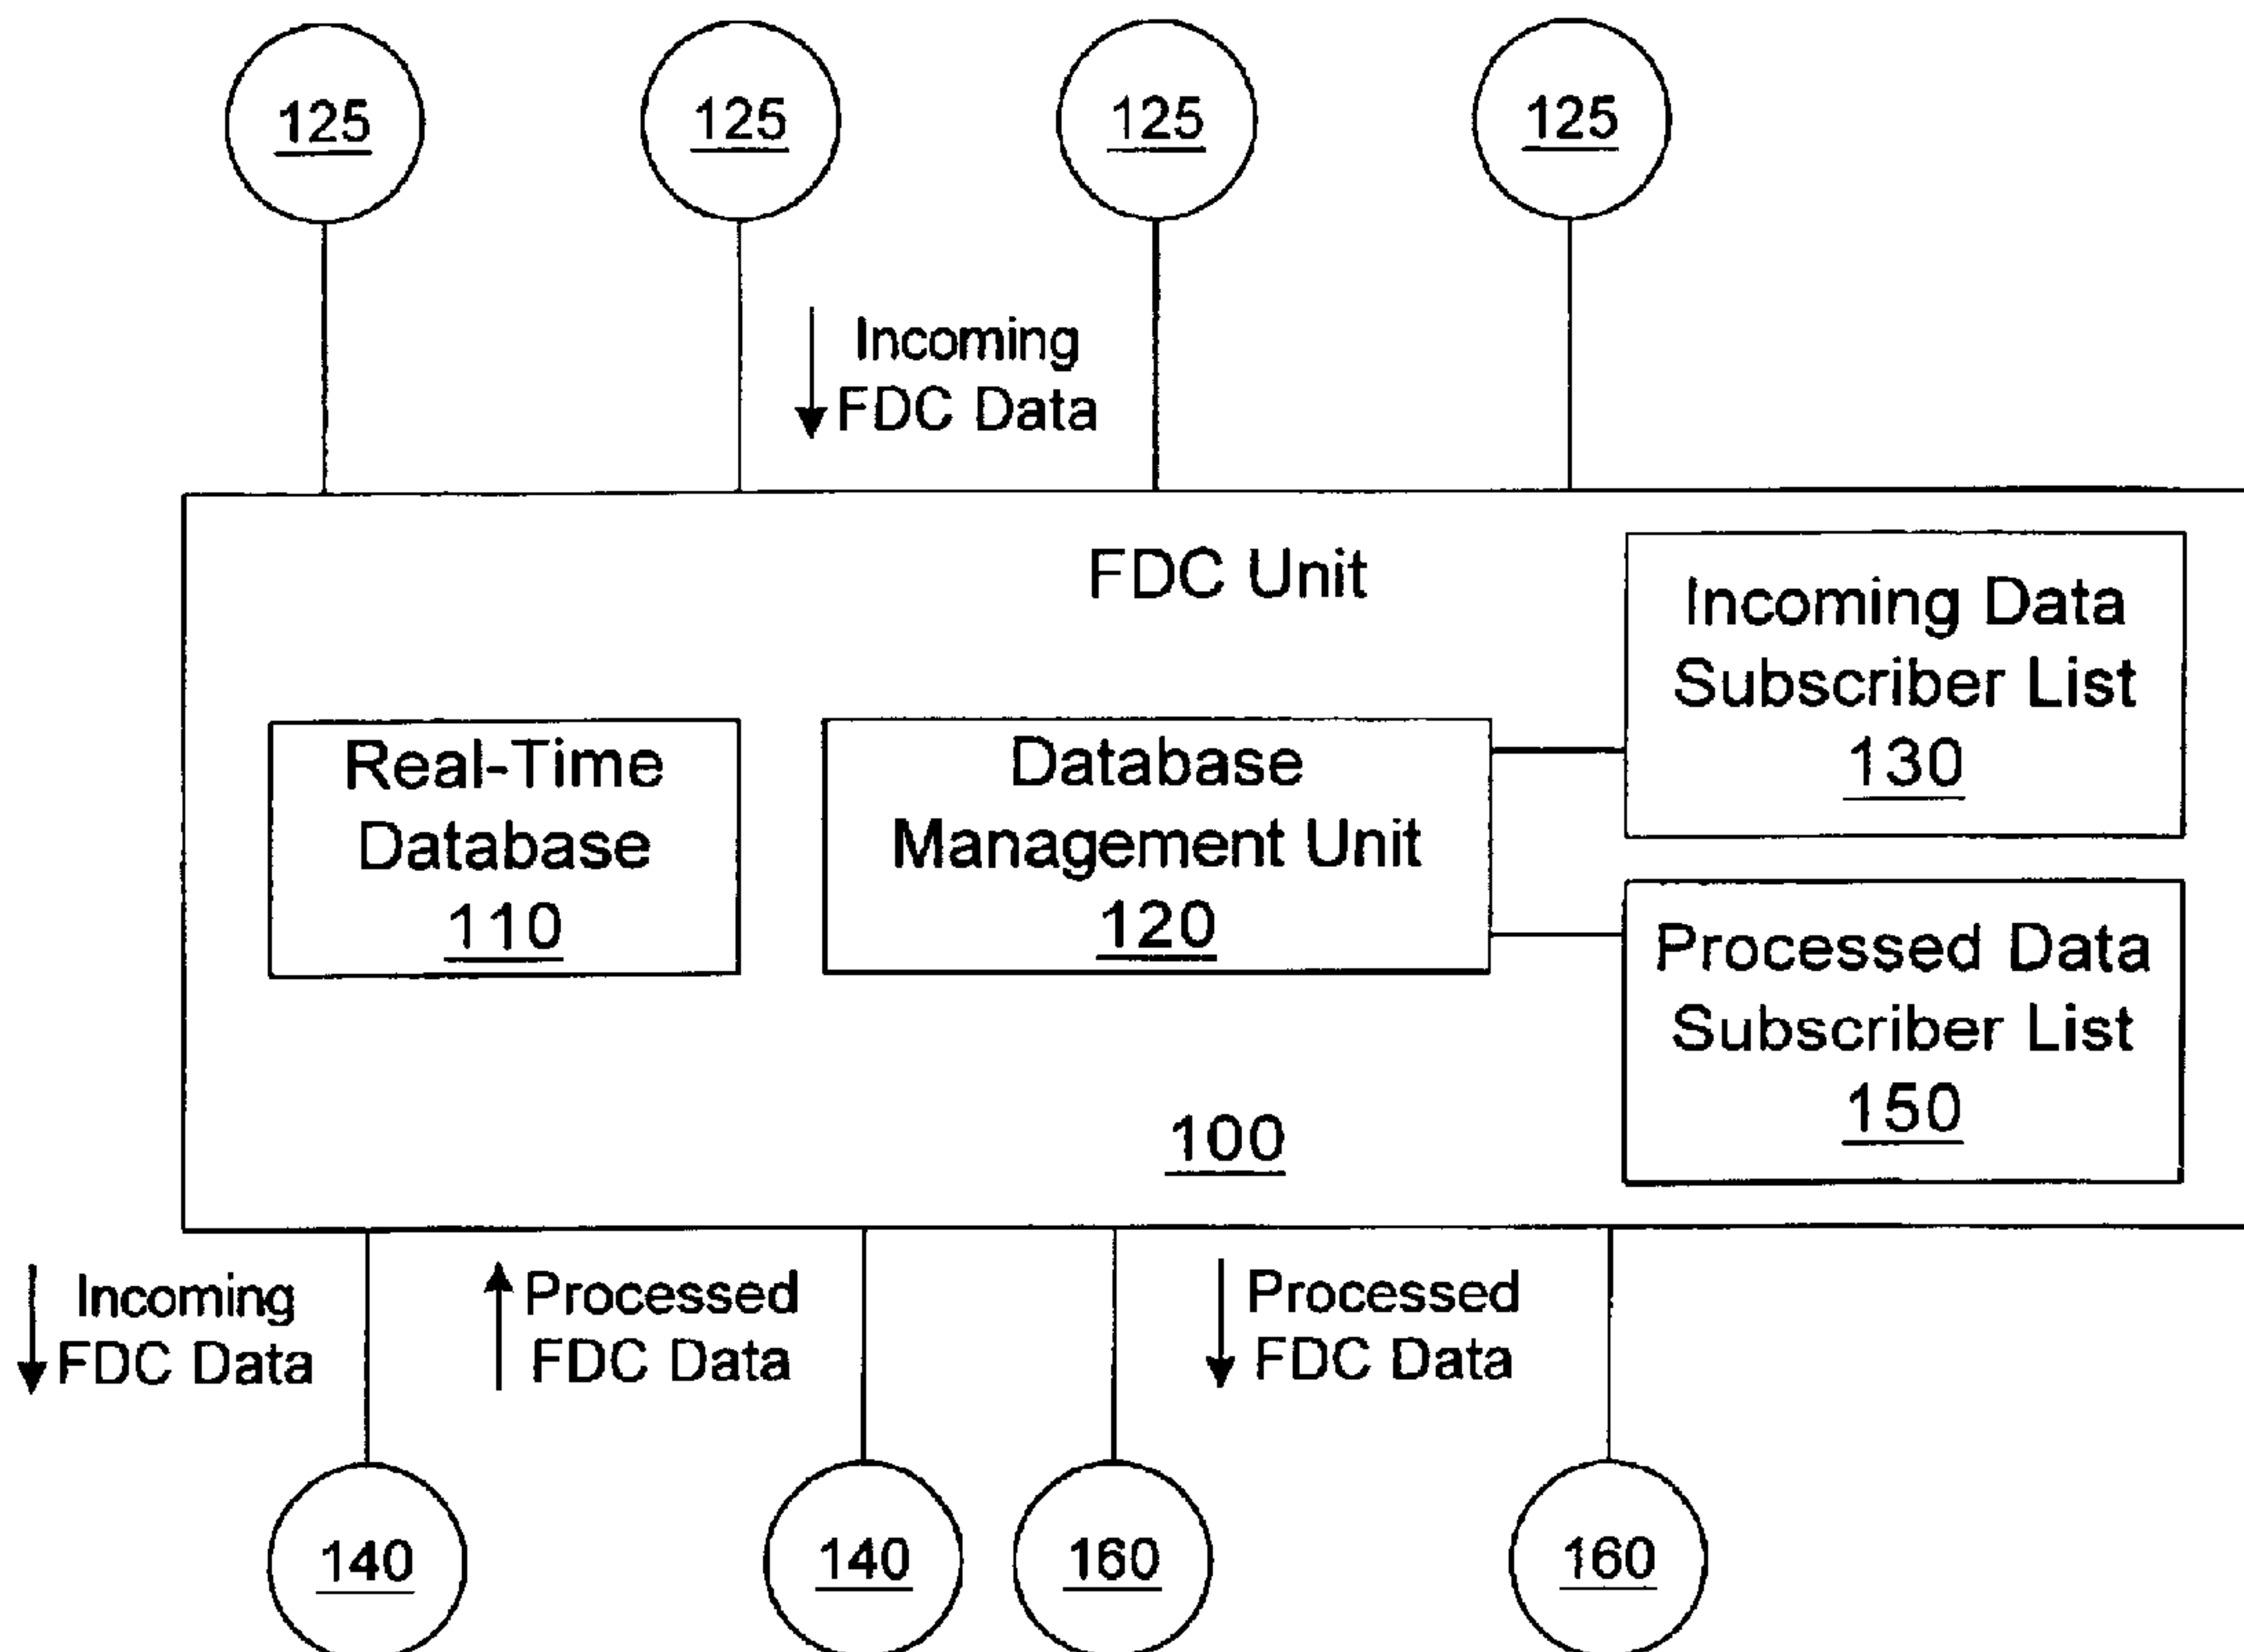 125
125
125
125
Incoming
FDC Data
FDC Unit
Incoming Data
Subscriber List
130
Real-Time
Database
110
Database
Management Unit
120
Processed Data
Subscriber List
150
100
Incoming
FDC Data
Processed
FDC Data
Processed
FDC Data
140
140
160
160